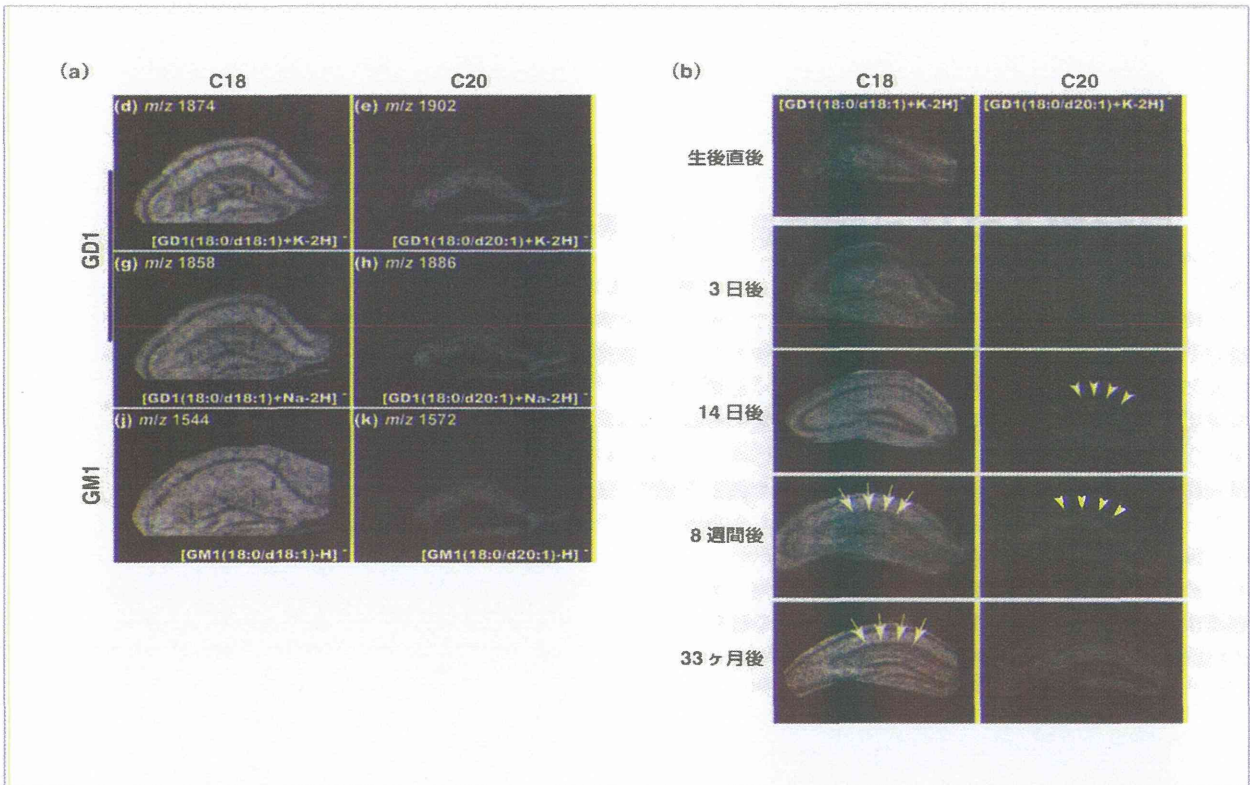 (a)
C18 C20
(d) m/z 1874 (e) m/z 1902
[GD1(18:0/d18:1)+K-2H]⁻ [GD1(18:0/d20:1)+K-2H]⁻
(g) m/z 1858 (h) m/z 1886
[GD1(18:0/d18:1)+Na-2H]⁻ [GD1(18:0/d20:1)+Na-2H]⁻
GD1
(j) m/z 1544 (k) m/z 1572
[GM1(18:0/d18:1)-H]⁻ [GM1(18:0/d20:1)-H]⁻
GM1
(b)
C18 C20
[GD1(18:0/d18:1)+K-2H]⁻ [GD1(18:0/d20:1)+K-2H]⁻
生後直後
3日後
14日後
8週間後
33ヶ月後